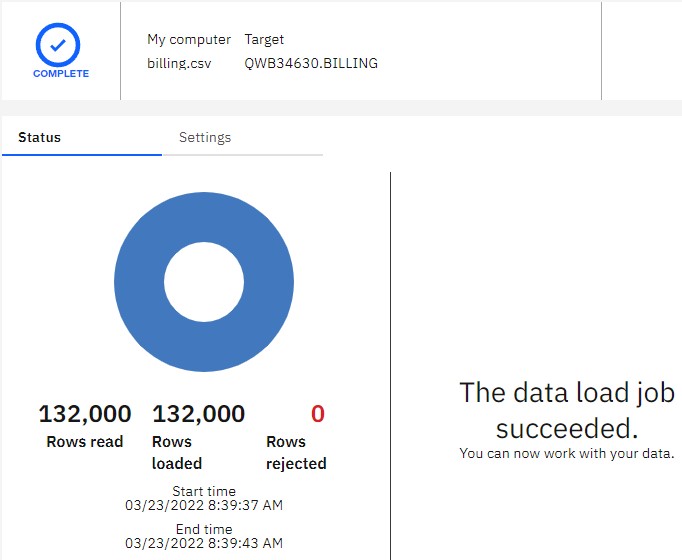 COMPLETE
My computer Target
billing.csv QWB34630.BILLING
Status Settings
132,000 132,000 0
Rows read Rows loaded Rows rejected
Start time
03/23/2022 8:39:37 AM
End time
03/23/2022 8:39:43 AM
The data load job
succeeded.
You can now work with your data.